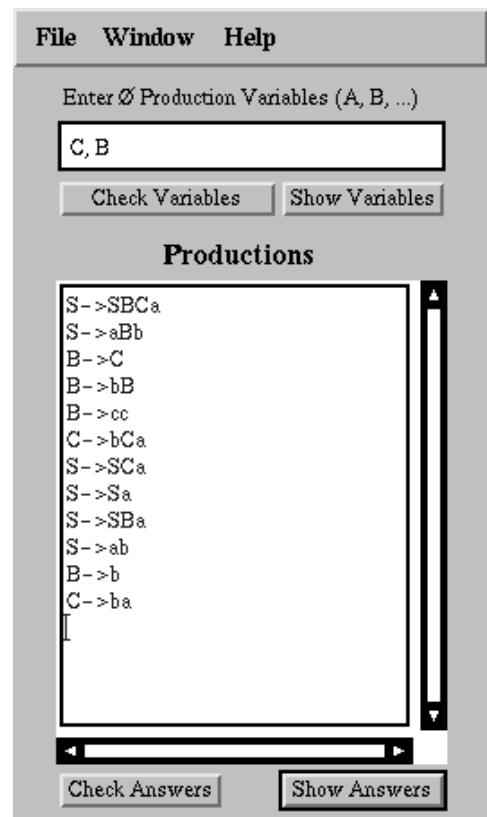 File Window Help
Enter Ø Production Variables (A, B, ...)
C, B
Check Variables Show Variables
Productions
S->SBCa
S->aBb
B->C
B->bB
B->cc
C->bCa
S->SCa
S->Sa
S->SBa
S->ab
B->b
C->ba
Check Answers Show Answers